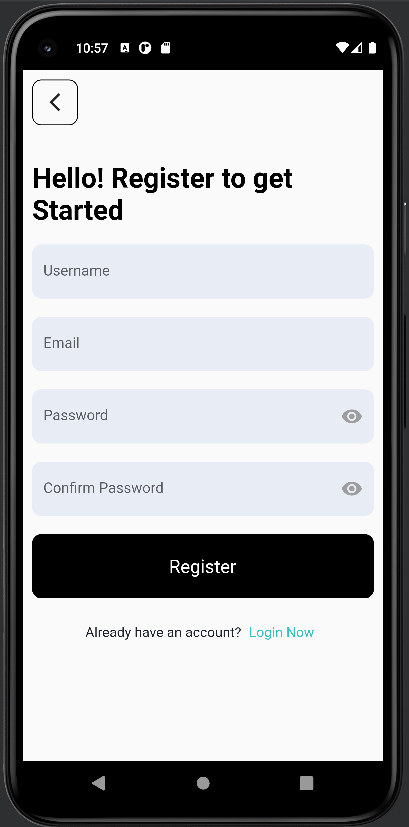 10:57
Hello! Register to get
Started
Username
Email
Password
Confirm Password
Register
Already have an account? Login Now